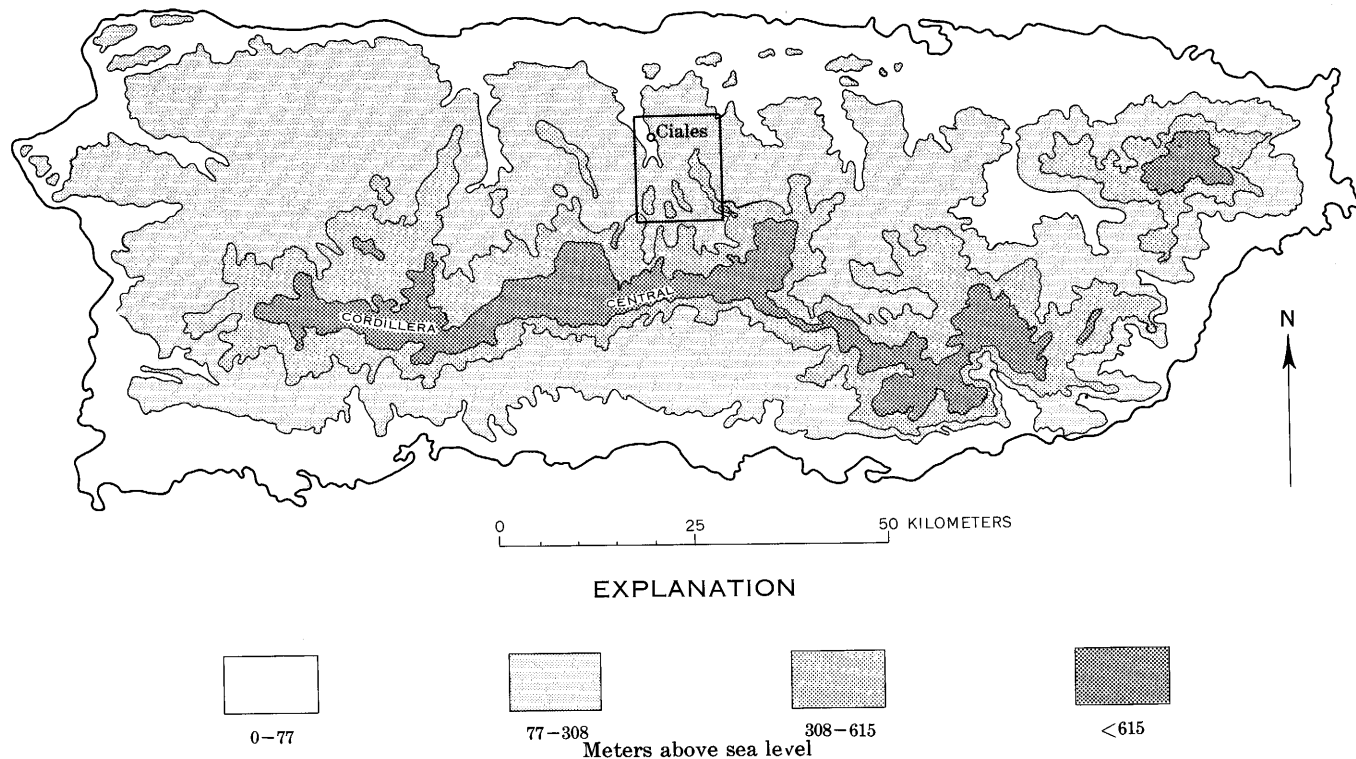 Ciales
CORDILLERA
CENTRAL
N
0 25 50 KILOMETERS
EXPLANATION
0–77 77–308 308–615 <615
Meters above sea level